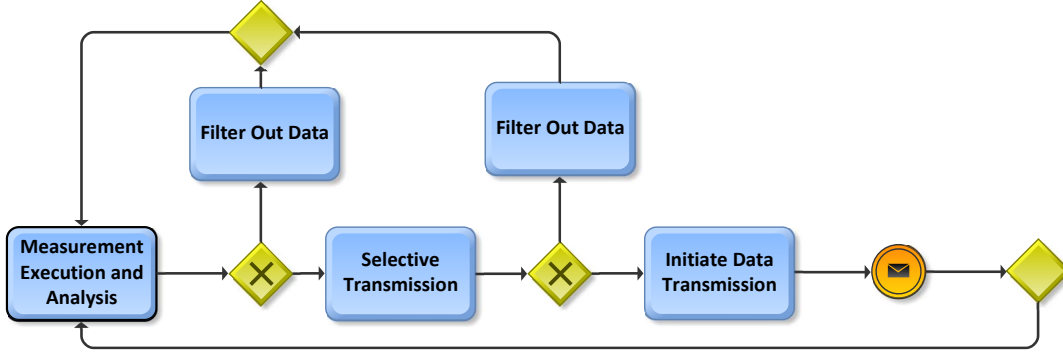 Filter Out Data
Filter Out Data
Measurement
Execution and
Analysis
Selective
Transmission
Initiate Data
Transmission